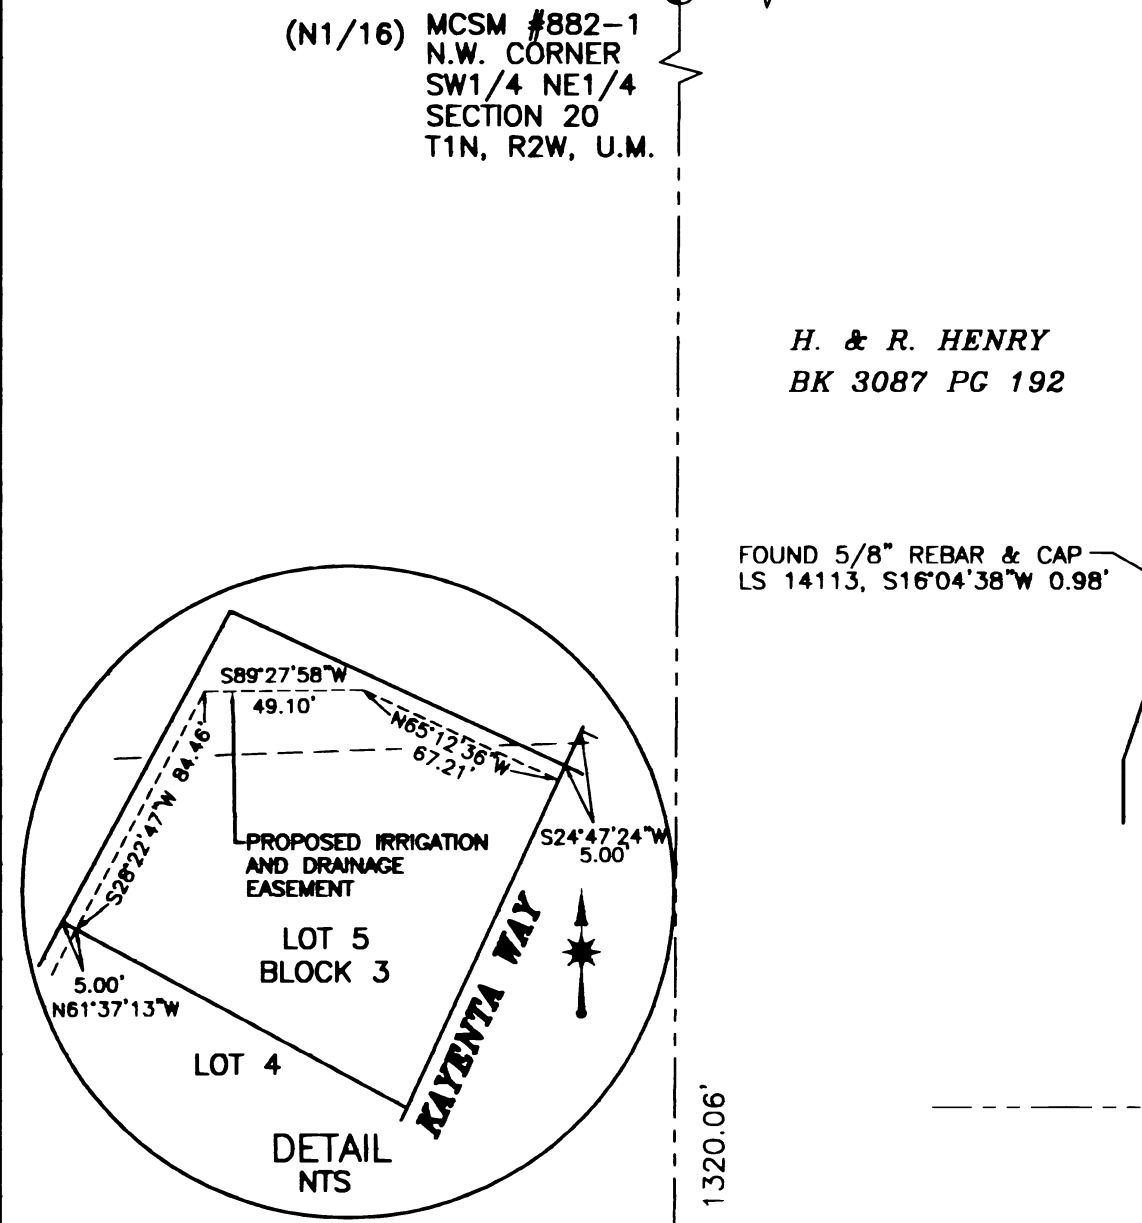 (N1/16)
MCSM #882-1
N.W. CORNER
SW1/4 NE1/4
SECTION 20
T1N, R2W, U.M.
H. & R. HENRY
BK 3087 PG 192
FOUND 5/8" REBAR & CAP
LS 14113, S16°04'38"W 0.98'
S89°27'58"W
49.10'
N65°12'36"W
67.21'
S28°22'47"W 84.46'
S24°47'24"W
5.00'
PROPOSED IRRIGATION
AND DRAINAGE
EASEMENT
LOT 5
BLOCK 3
KAYENTA WAY
5.00'
N61°37'13"W
LOT 4
DETAIL
NTS
1320.06'